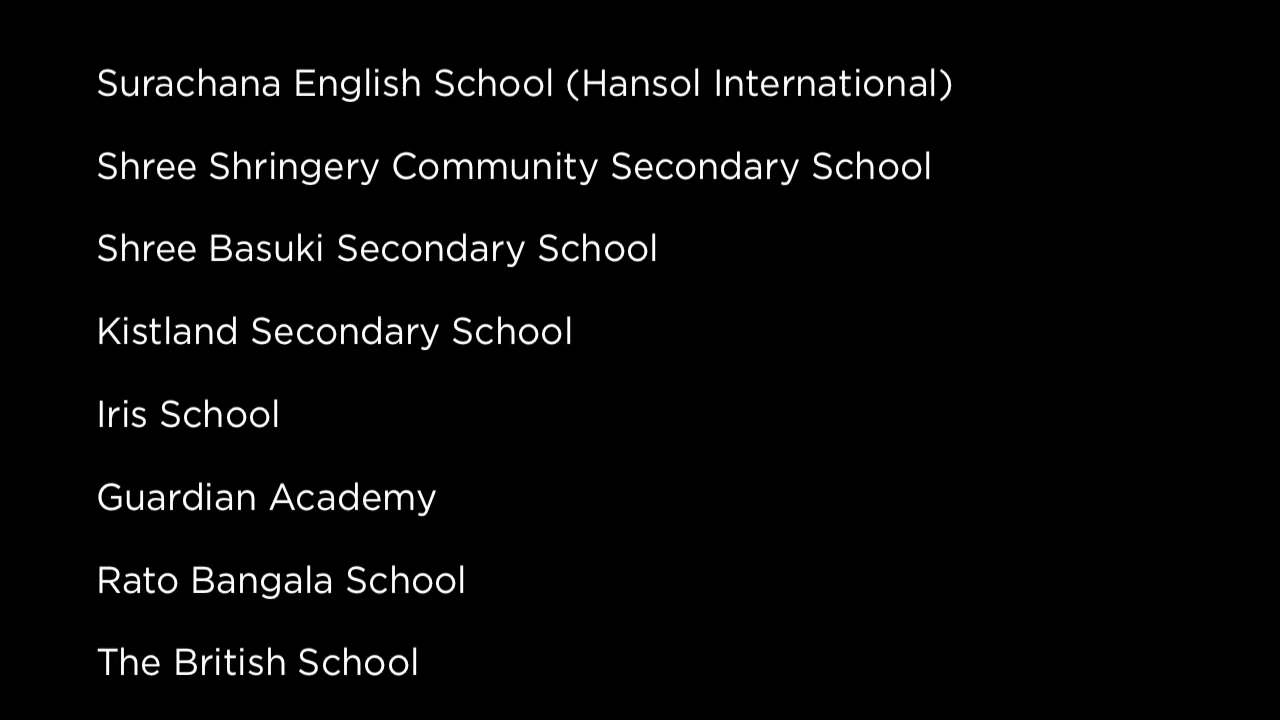 Surachana English School (Hansol International)
Shree Shringery Community Secondary School
Shree Basuki Secondary School
Kistland Secondary School
Iris School
Guardian Academy
Rato Bangala School
The British School